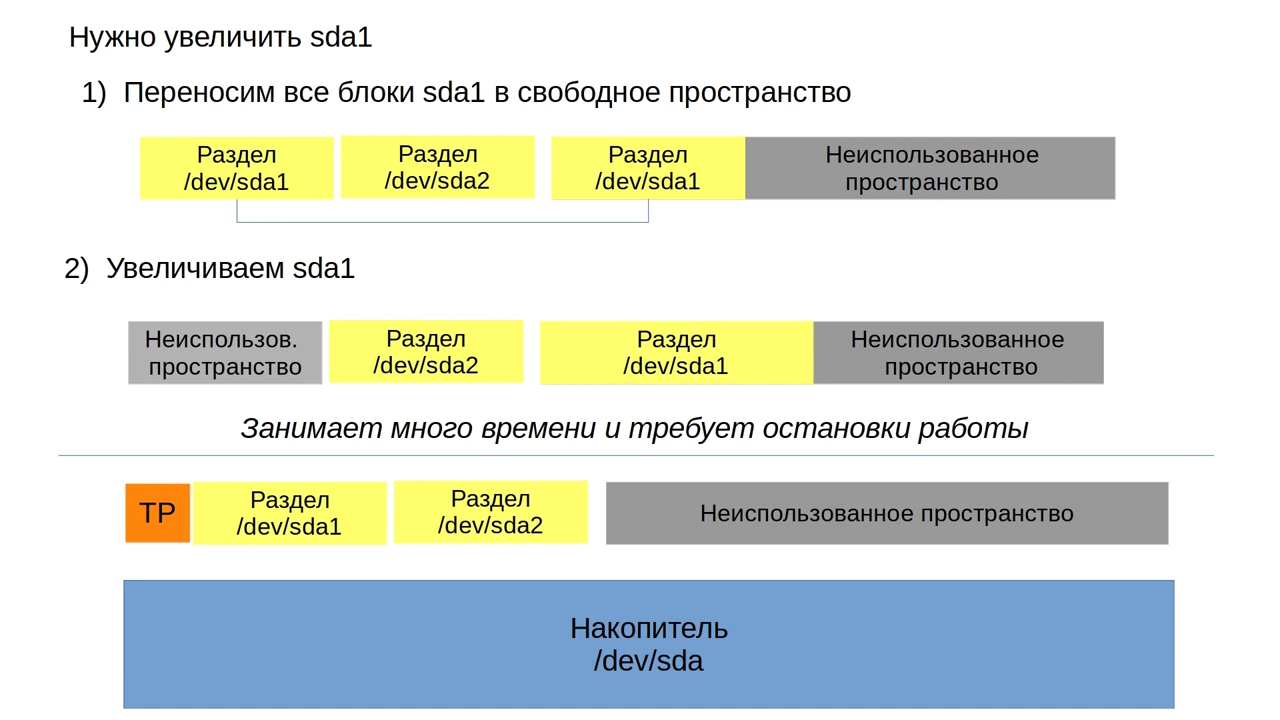 Нужно увеличить sda1
1) Переносим все блоки sda1 в свободное пространство
Раздел
/dev/sda1
Раздел
/dev/sda2
Раздел
/dev/sda1
Неиспользованное
пространство
2) Увеличиваем sda1
Неиспользов.
пространство
Раздел
/dev/sda2
Раздел
/dev/sda1
Неиспользованное
пространство
Занимает много времени и требует остановки работы
ТР
Раздел
/dev/sda1
Раздел
/dev/sda2
Неиспользованное пространство
Накопитель
/dev/sda